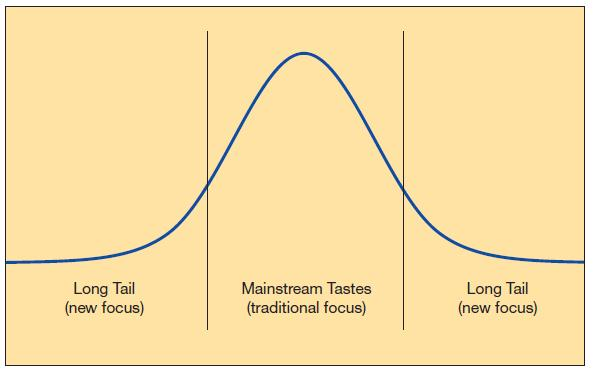 Long Tail
(new focus)
Mainstream Tastes
(traditional focus)
Long Tail
(new focus)